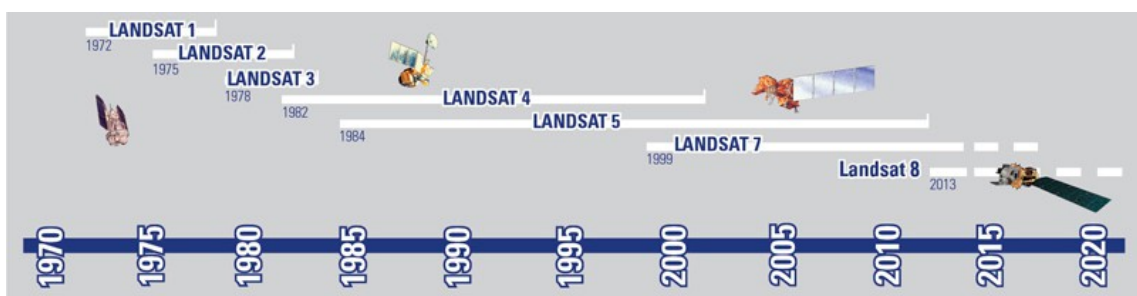 LANDSAT 1
1972
LANDSAT 2
1975
LANDSAT 3
1978
LANDSAT 4
1982
LANDSAT 5
1984
LANDSAT 7
1999
Landsat 8
2013
1970
1975
1980
1985
1990
1995
2000
2005
2010
2015
2020